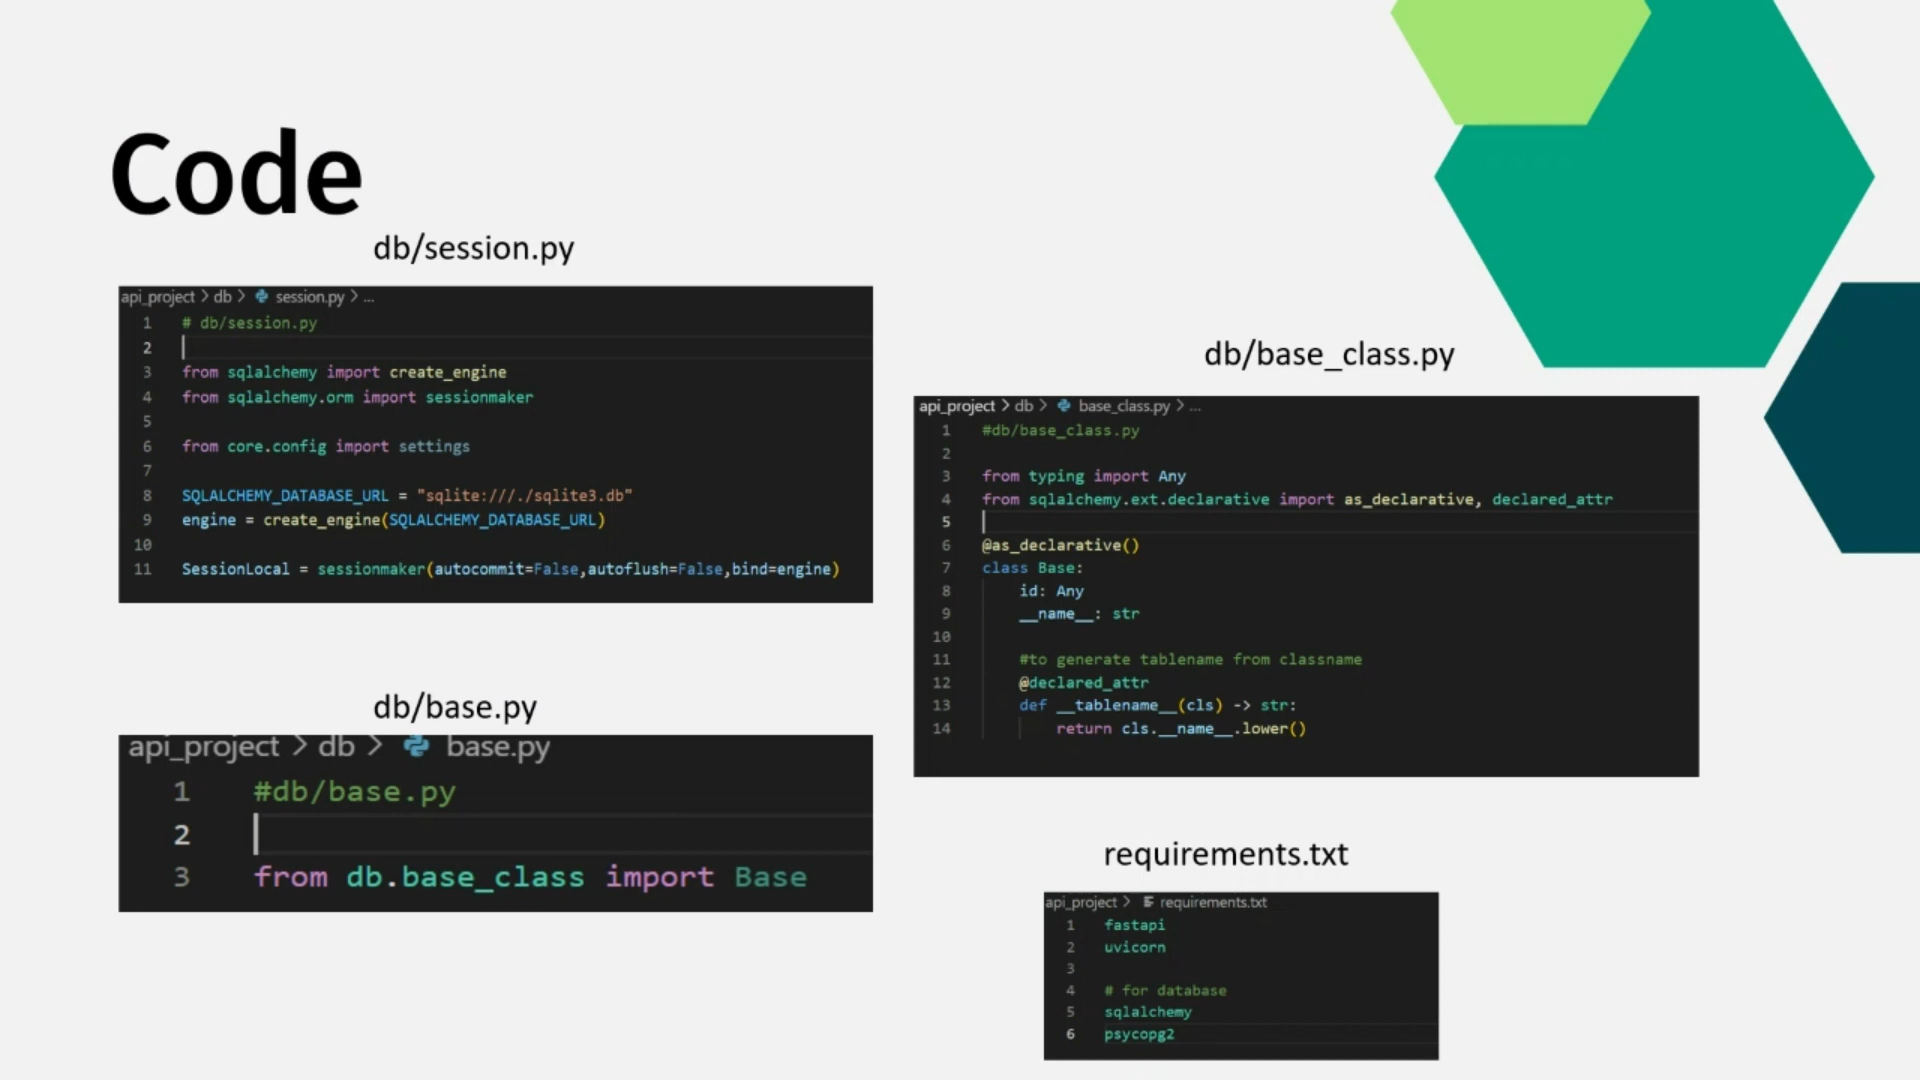 Code
db/session.py
api_project > db > session.py > ...
1 # db/session.py
2
3 from sqlalchemy import create_engine
4 from sqlalchemy.orm import sessionmaker
5
6 from core.config import settings
7
8 SQLALCHEMY_DATABASE_URL = "sqlite:///./sqlite3.db"
9 engine = create_engine(SQLALCHEMY_DATABASE_URL)
10
11 SessionLocal = sessionmaker(autocommit=False,autoflush=False,bind=engine)
db/base.py
api_project > db > base.py
1 #db/base.py
2
3 from db.base_class import Base
db/base_class.py
api_project > db > base_class.py > ...
1 #db/base_class.py
2
3 from typing import Any
4 from sqlalchemy.ext.declarative import as_declarative, declared_attr
5
6 @as_declarative()
7 class Base:
8     id: Any
9     __name__: str
10
11     #to generate tablename from classname
12     @declared_attr
13     def __tablename__(cls) -> str:
14         return cls.__name__.lower()
requirements.txt
api_project > requirements.txt
1 fastapi
2 uvicorn
3
4 # for database
5 sqlalchemy
6 psycopg2